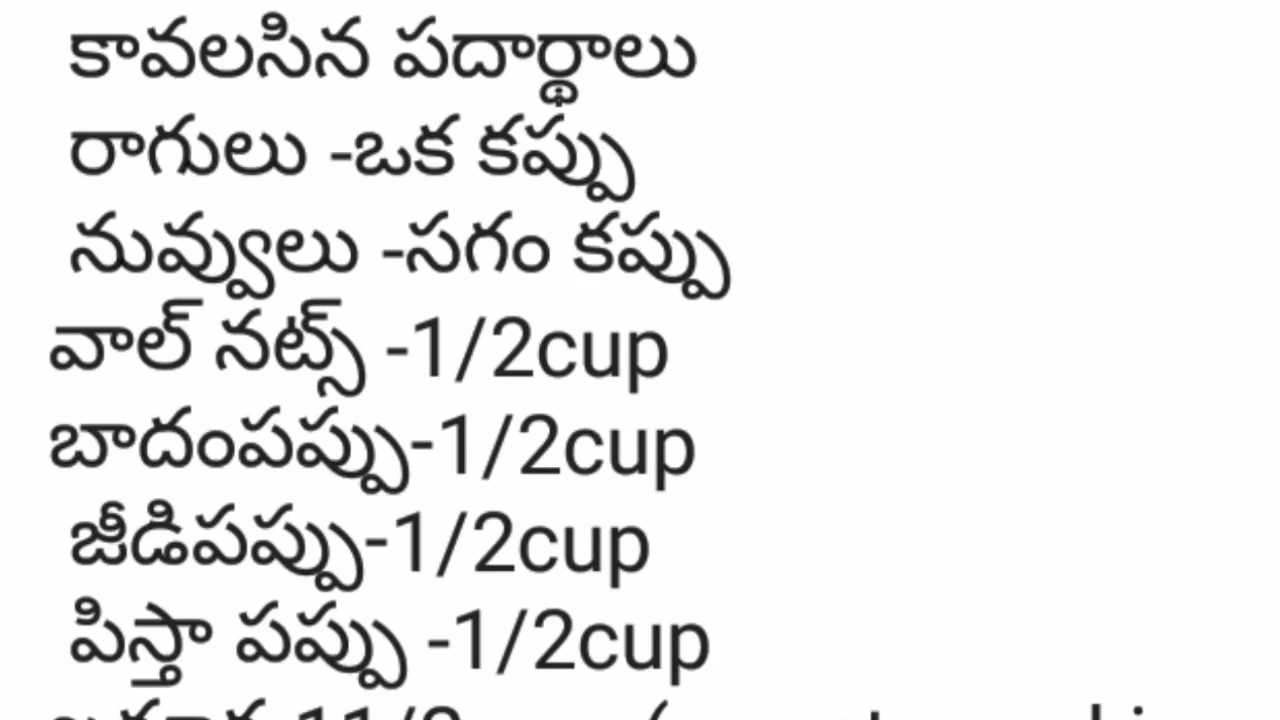 కావలసిన పదార్థాలు
రాగులు -ఒక కప్పు
నువ్వులు -సగం కప్పు
వాల్ నట్స్ -1/2cup
బాదంపప్పు-1/2cup
జీడిపప్పు-1/2cup
పిస్తా పప్పు -1/2cup